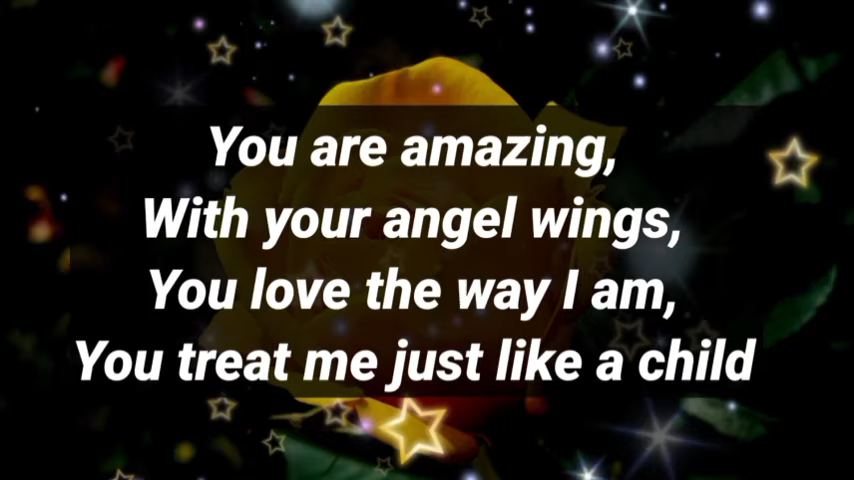 You are amazing,
With your angel wings,
You love the way I am,
You treat me just like a child